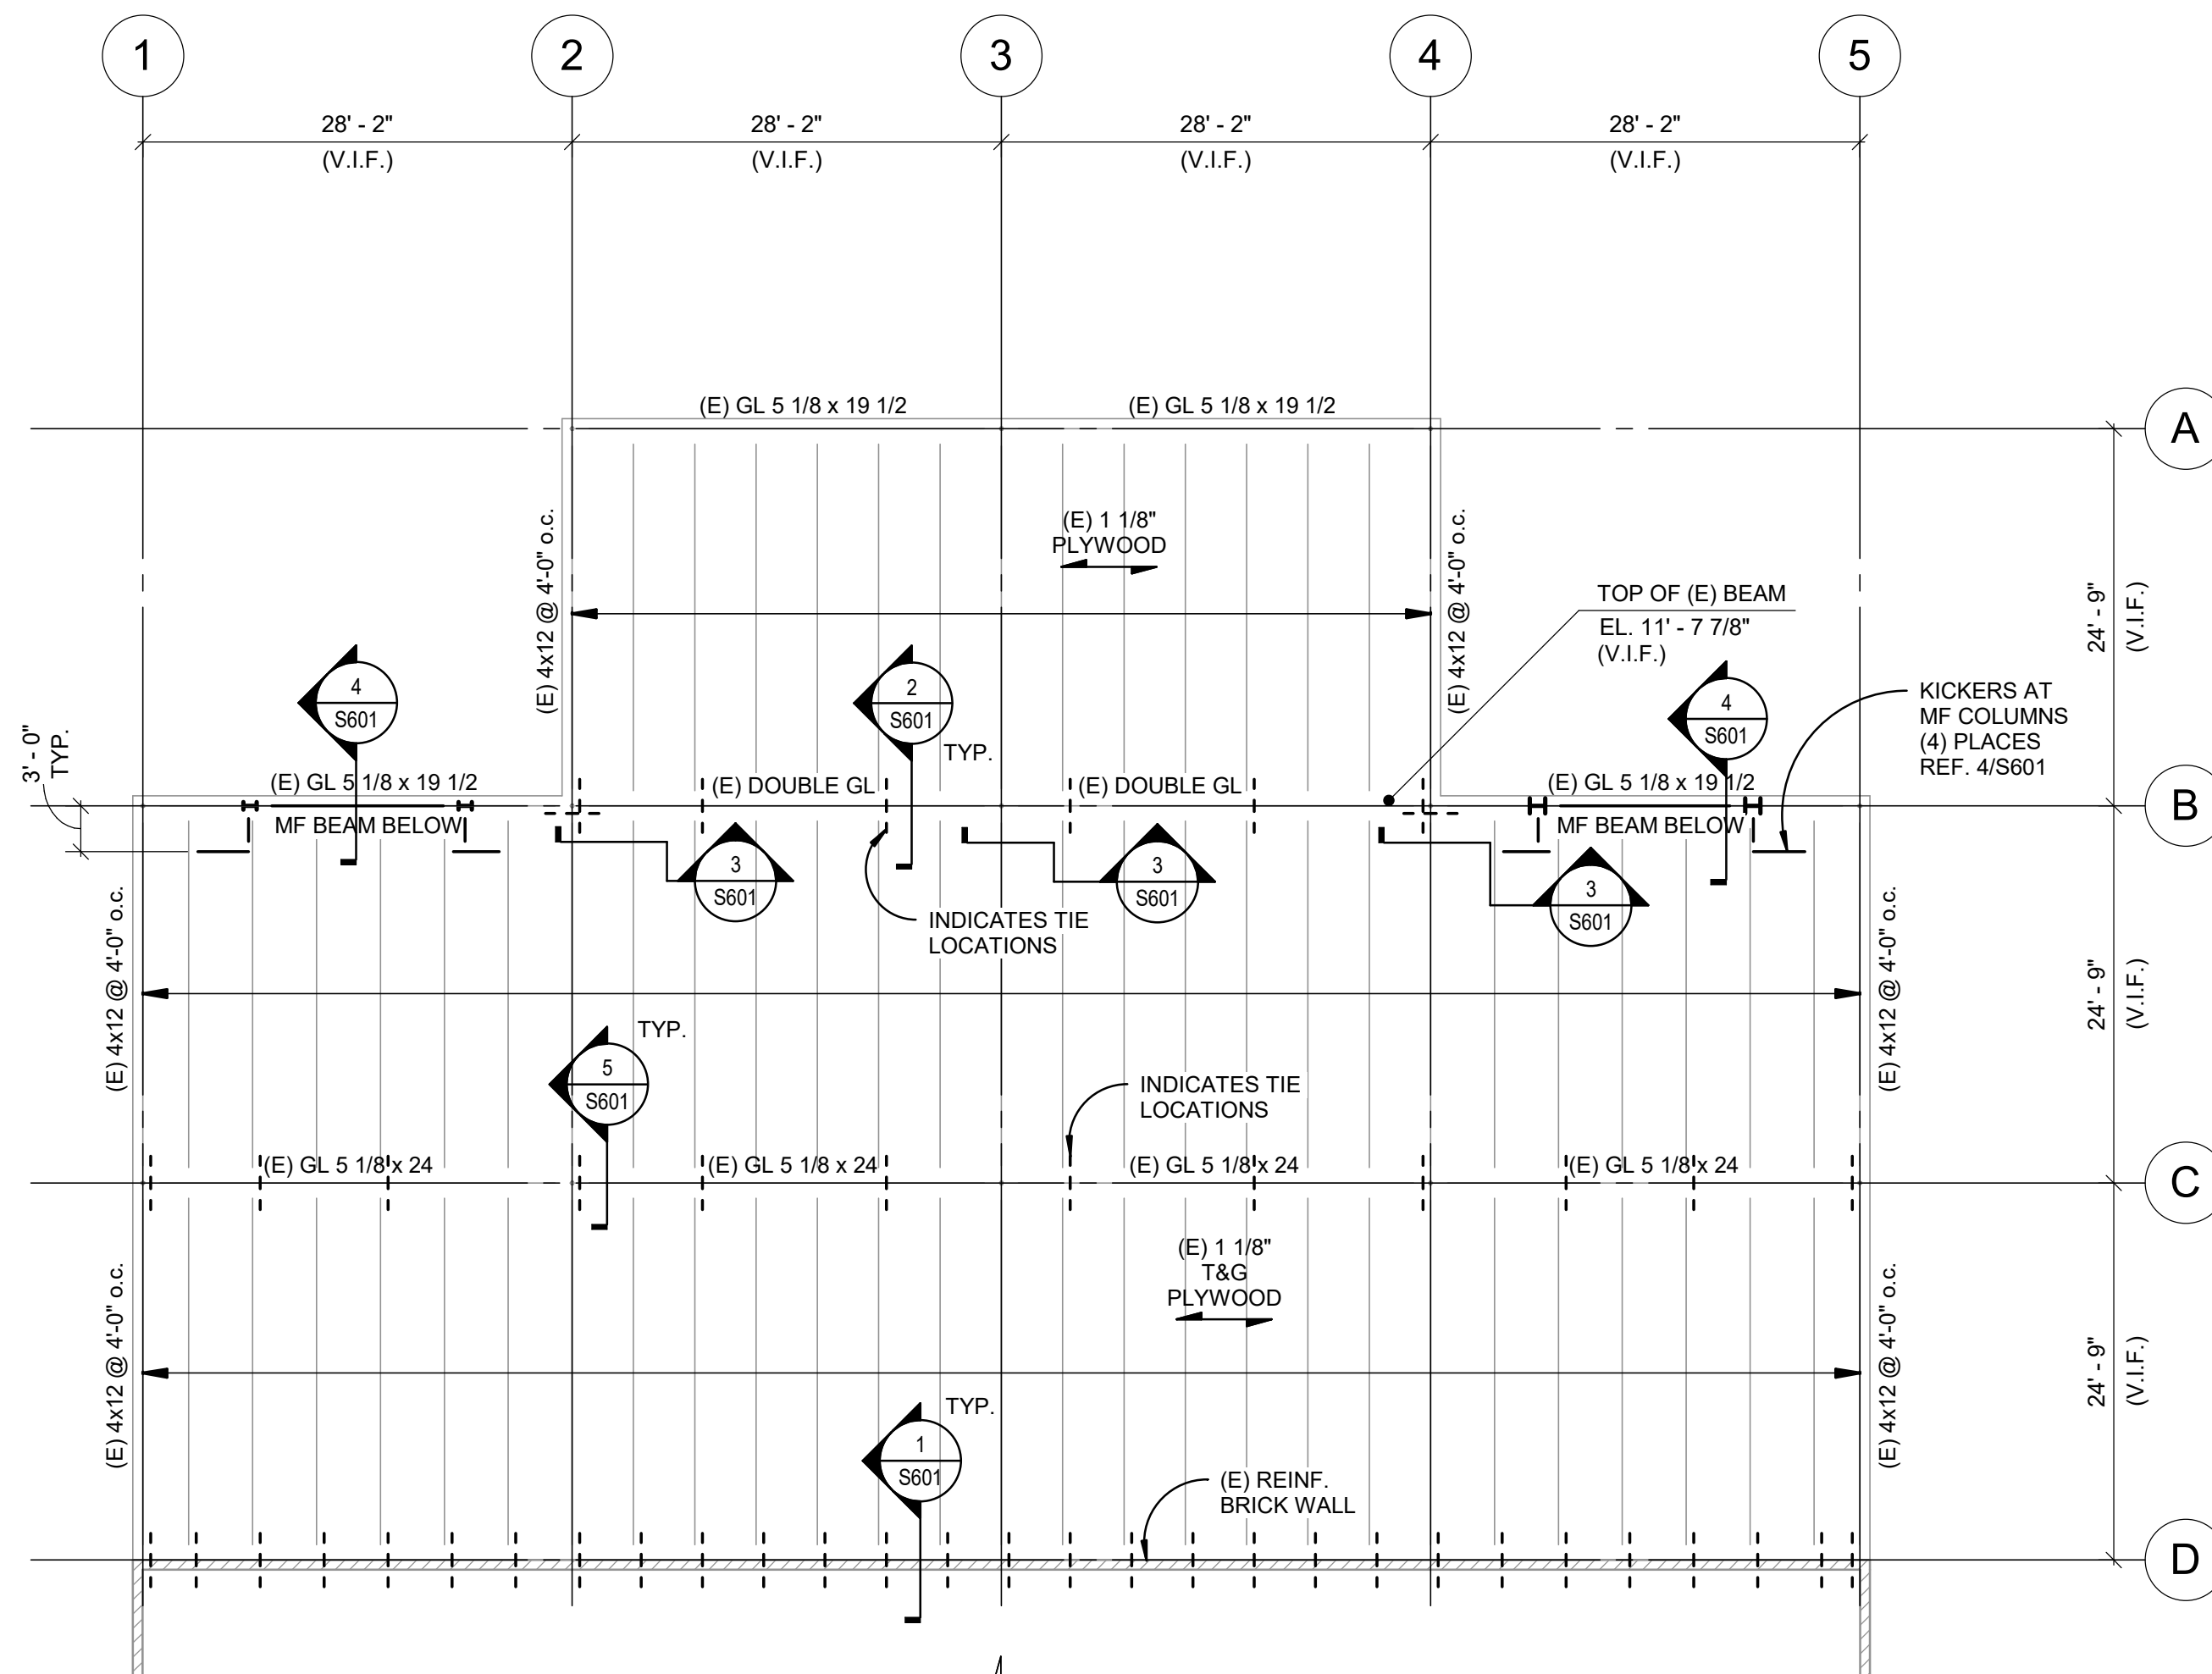 1
2
3
4
5
28' - 2"
(V.I.F.)
28' - 2"
(V.I.F.)
28' - 2"
(V.I.F.)
28' - 2"
(V.I.F.)
(E) GL 5 1/8 x 19 1/2
(E) GL 5 1/8 x 19 1/2
A
(E) 4x12 @ 4'-0" o.c.
(E) 1 1/8"
PLYWOOD
(E) 4x12 @ 4'-0" o.c.
TOP OF (E) BEAM
EL. 11' - 7 7/8"
(V.I.F.)
24' - 9"
(V.I.F.)
4
S601
2
S601
TYP.
4
S601
KICKERS AT
MF COLUMNS
(4) PLACES
REF. 4/S601
3' - 0"
TYP.
(E) GL 5 1/8 x 19 1/2
MF BEAM BELOW
(E) DOUBLE GL
(E) DOUBLE GL
(E) GL 5 1/8 x 19 1/2
MF BEAM BELOW
B
3
S601
3
S601
3
S601
INDICATES TIE
LOCATIONS
(E) 4x12 @ 4'-0" o.c.
(E) 4x12 @ 4'-0" o.c.
24' - 9"
(V.I.F.)
TYP.
5
S601
INDICATES TIE
LOCATIONS
(E) GL 5 1/8 x 24
(E) GL 5 1/8 x 24
(E) GL 5 1/8 x 24
(E) GL 5 1/8 x 24
C
(E) 1 1/8"
T&G
PLYWOOD
(E) 4x12 @ 4'-0" o.c.
(E) 4x12 @ 4'-0" o.c.
24' - 9"
(V.I.F.)
TYP.
1
S601
(E) REINF.
BRICK WALL
D